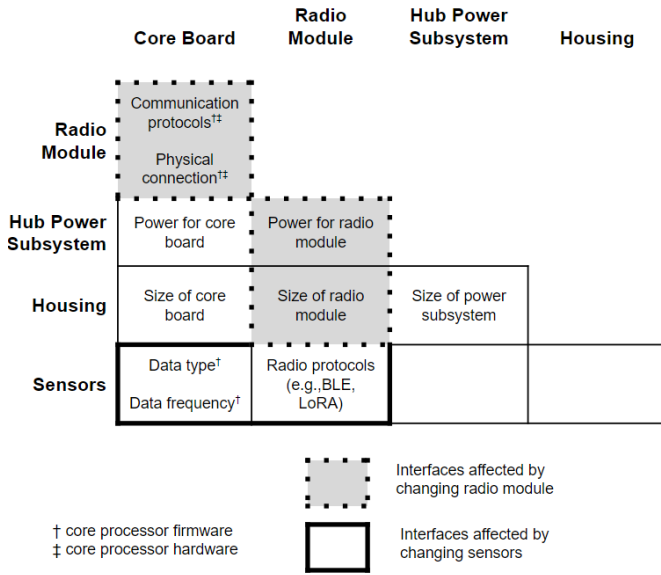 Core Board
Radio
Module
Hub Power
Subsystem
Housing
Radio
Module
Communication
protocols†‡
Physical
connection†‡
Hub Power
Subsystem
Power for core
board
Power for radio
module
Housing
Size of core
board
Size of radio
module
Size of power
subsystem
Sensors
Data type†
Data frequency†
Radio protocols
(e.g.,BLE,
LoRA)
Interfaces affected by
changing radio module
† core processor firmware
‡ core processor hardware
Interfaces affected by
changing sensors